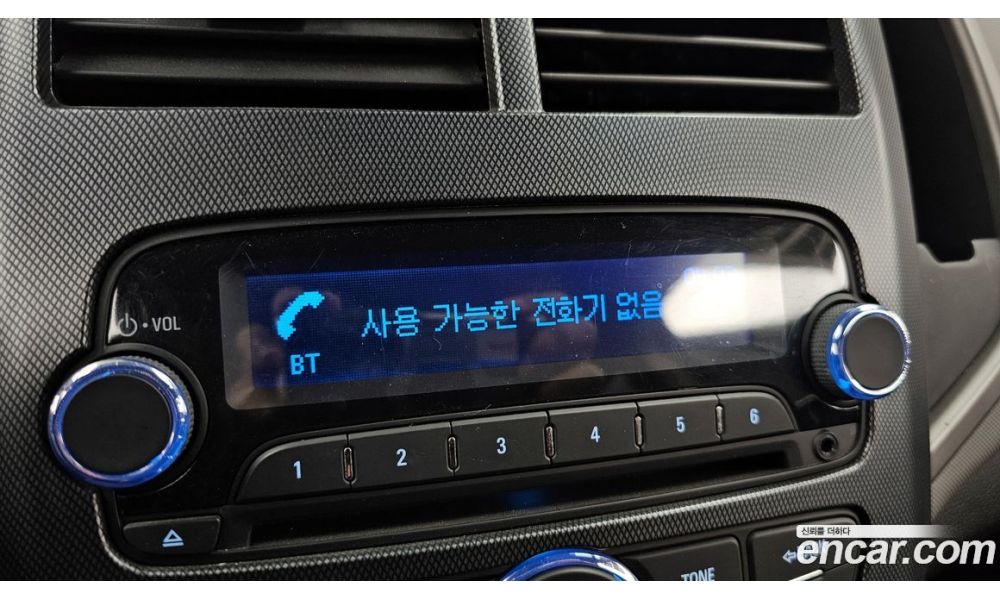 VOL
사용 가능한 전화기 없음
BT
1 2 3 4 5 6
TONE
신뢰를 더하다
encar.com